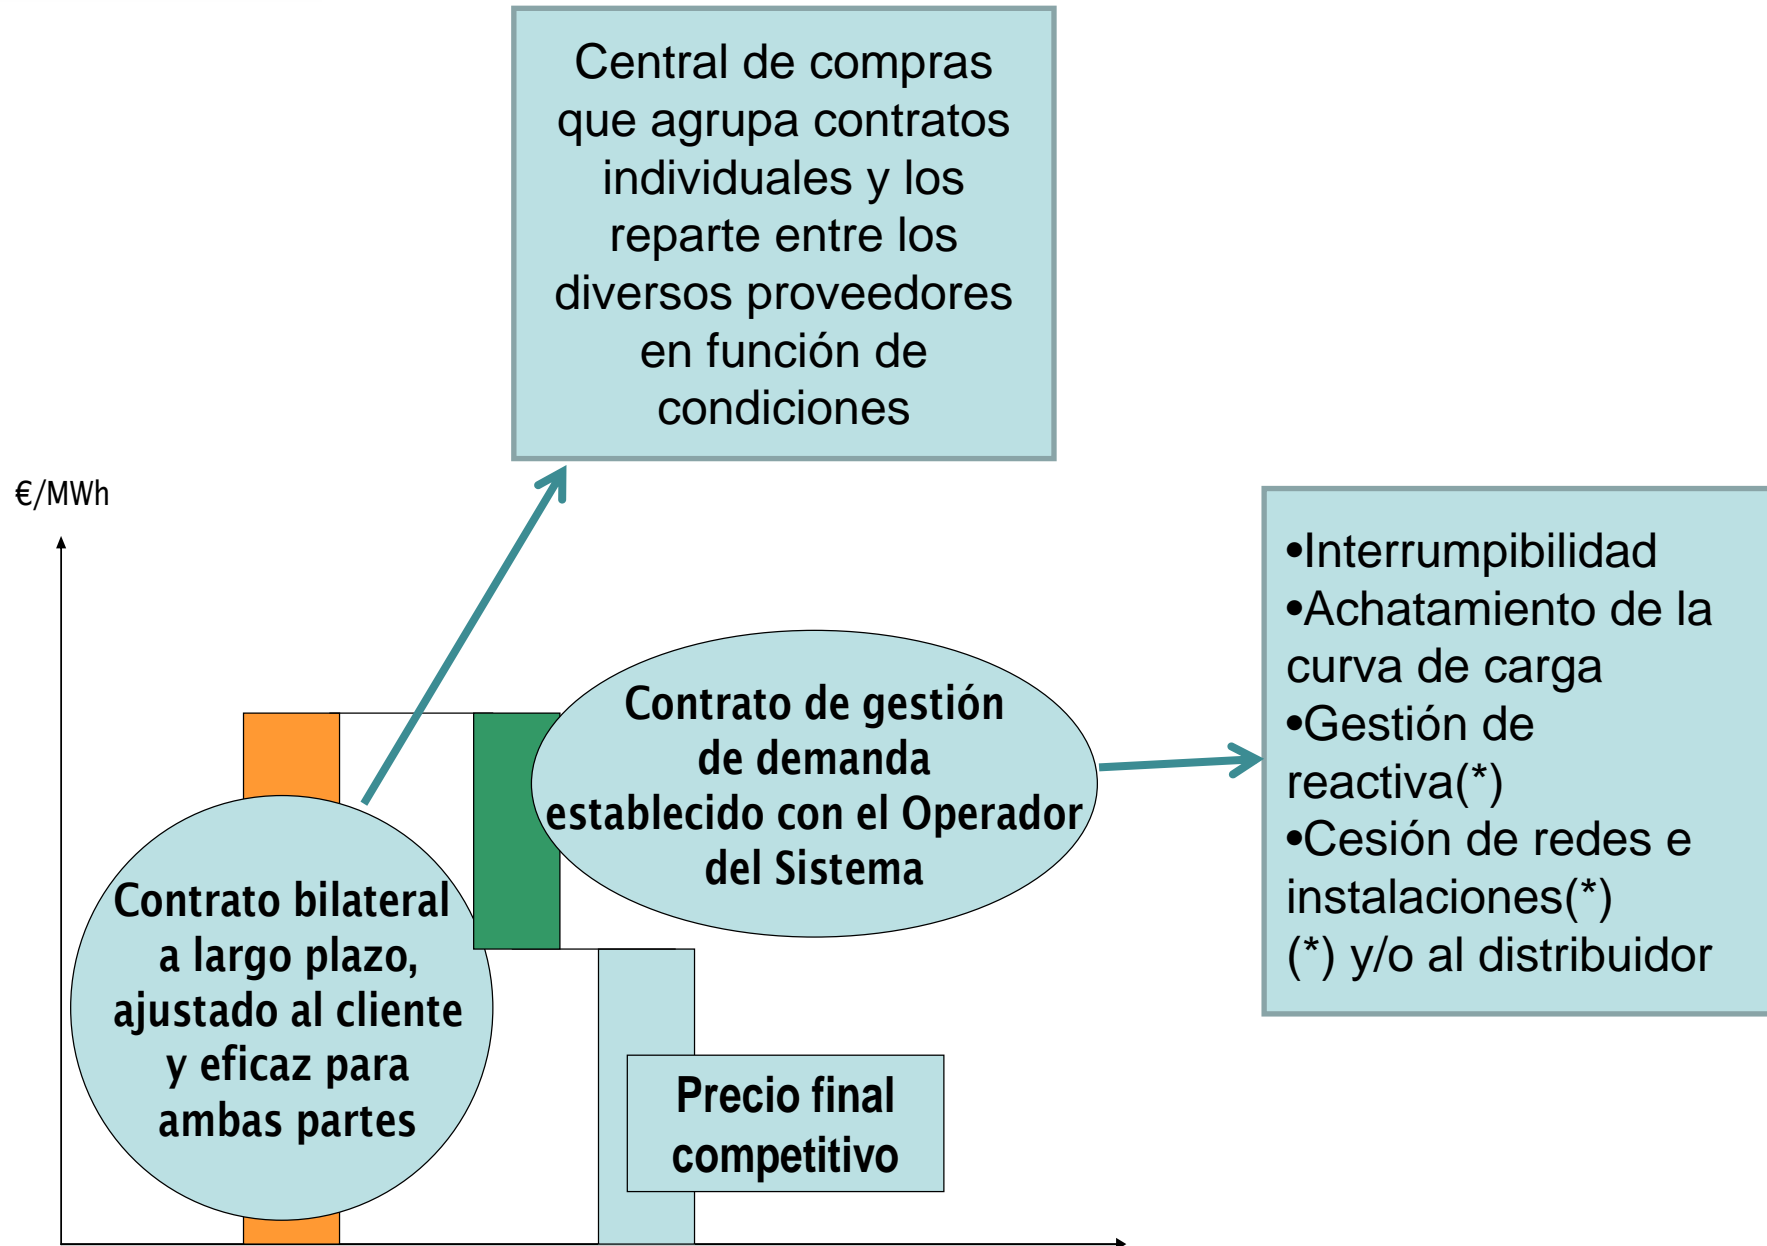 Central de compras
que agrupa contratos
individuales y los
reparte entre los
diversos proveedores
en función de
condiciones
€/MWh
•Interrumpibilidad
•Achatamiento de la
curva de carga
•Gestión de
reactiva(*)
•Cesión de redes e
instalaciones(*)
(*) y/o al distribuidor
Contrato de gestión
de demanda
establecido con el Operador
del Sistema
Contrato bilateral
a largo plazo,
ajustado al cliente
y eficaz para
ambas partes
Precio final
competitivo